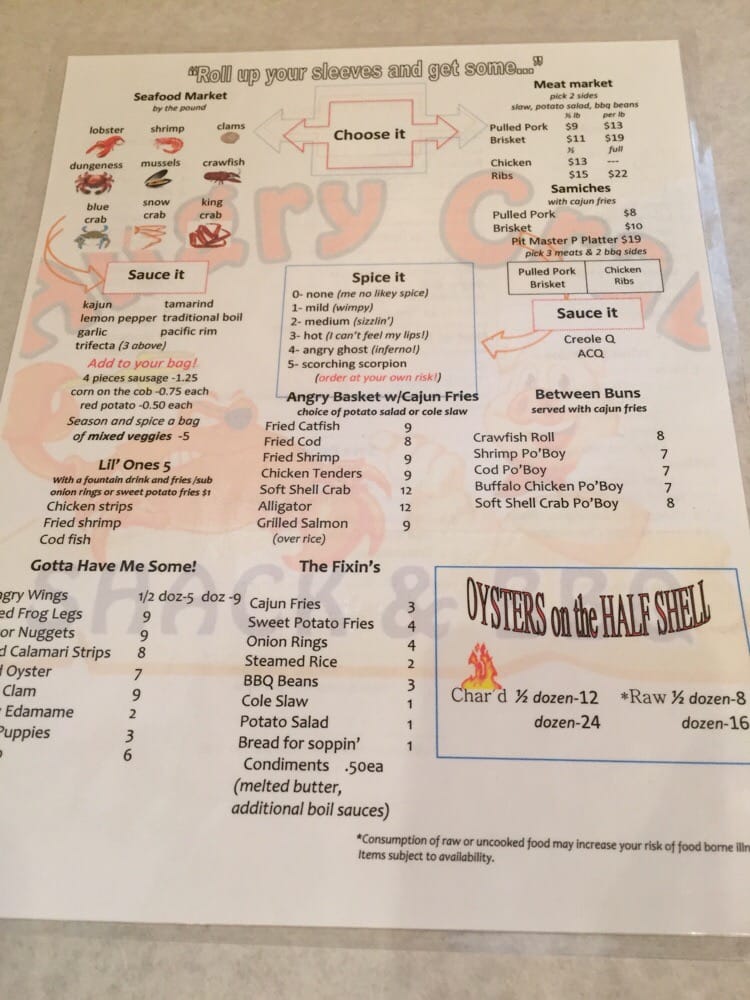 "Roll up your sleeves and get some..."
Seafood Market
by the pound
lobster shrimp clams
dungeness mussels crawfish
blue crab snow crab king crab
Choose it
Meat market
pick 2 sides
slaw, potato salad, bbq beans
½ lb per lb
Pulled Pork $9 $13
Brisket $11 $19
½ full
Chicken $13 ---
Ribs $15 $22
Samiches
with cajun fries
Pulled Pork $8
Brisket $10
Pit Master P Platter $19
pick 3 meats & 2 bbq sides
Pulled Pork Chicken
Brisket Ribs
Sauce it
Creole Q
ACQ
Sauce it
kajun tamarind
lemon pepper traditional boil
garlic pacific rim
trifecta (3 above)
Add to your bag!
4 pieces sausage -1.25
corn on the cob -0.75 each
red potato -0.50 each
Season and spice a bag
of mixed veggies -5
Spice it
0- none (me no likey spice)
1- mild (wimpy)
2- medium (sizzlin')
3- hot (I can't feel my lips!)
4- angry ghost (inferno!)
5- scorching scorpion
(order at your own risk!)
Lil' Ones 5
With a fountain drink and fries /sub
onion rings or sweet potato fries $1
Chicken strips
Fried shrimp
Cod fish
Angry Basket w/Cajun Fries
choice of potato salad or cole slaw
Fried Catfish 9
Fried Cod 8
Fried Shrimp 9
Chicken Tenders 9
Soft Shell Crab 12
Alligator 12
Grilled Salmon 9
(over rice)
Between Buns
served with cajun fries
Crawfish Roll 8
Shrimp Po'Boy 7
Cod Po'Boy 7
Buffalo Chicken Po'Boy 7
Soft Shell Crab Po'Boy 8
Gotta Have Me Some!
ngry Wings 1/2 doz-5 doz -9
ed Frog Legs 9
or Nuggets 9
d Calamari Strips 8
Oyster 7
Clam 9
Edamame 2
Puppies 3
6
The Fixin's
Cajun Fries 3
Sweet Potato Fries 4
Onion Rings 4
Steamed Rice 2
BBQ Beans 3
Cole Slaw 1
Potato Salad 1
Bread for soppin' 1
Condiments .50ea
(melted butter,
additional boil sauces)
OYSTERS on the HALF SHELL
Char'd ½ dozen-12 *Raw ½ dozen-8
dozen-24 dozen-16
*Consumption of raw or uncooked food may increase your risk of food borne illn
Items subject to availability.
Angry Crab
SHACK & BBQ